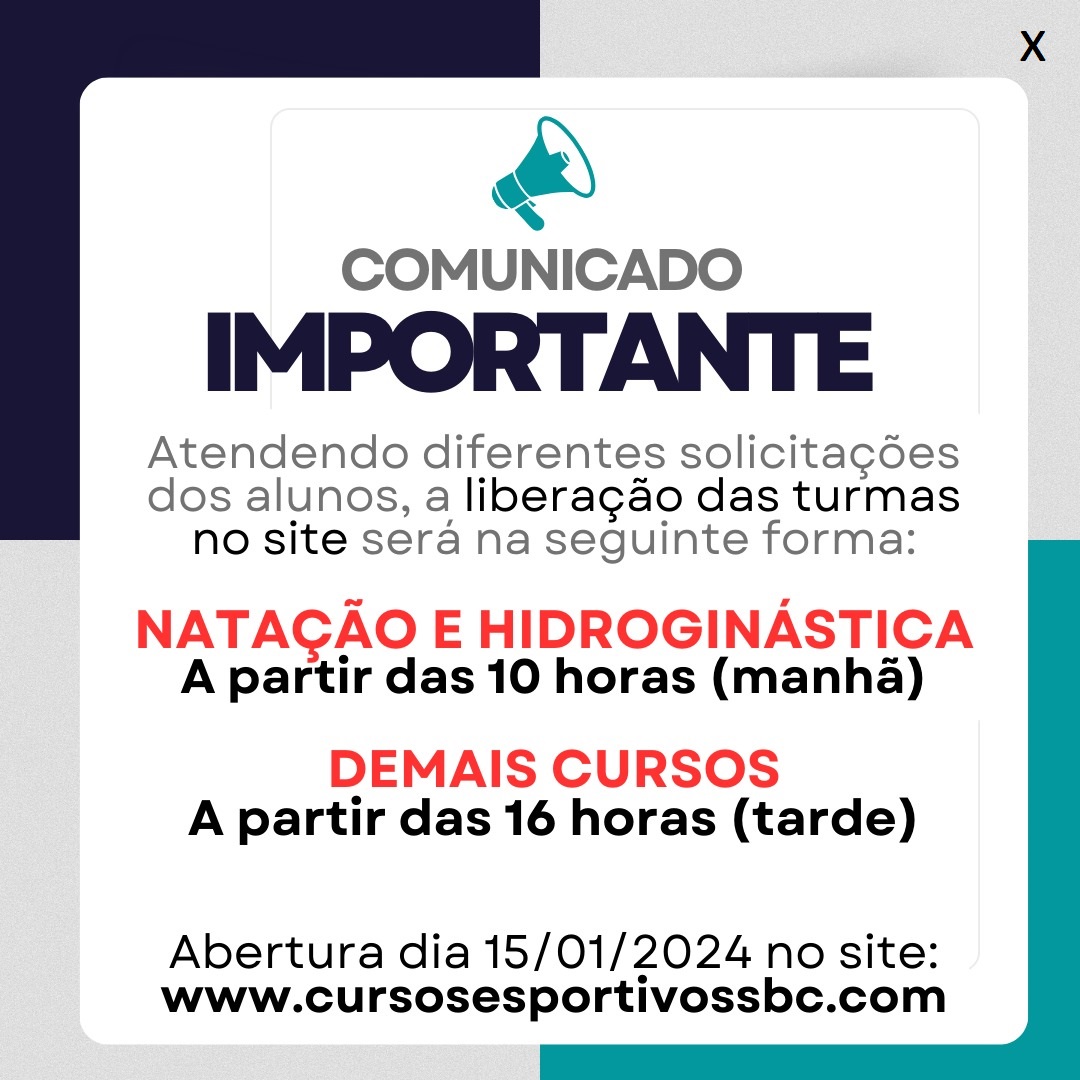 X
COMUNICADO
IMPORTANTE
Atendendo diferentes solicitações
dos alunos, a liberação das turmas
no site será na seguinte forma:
NATAÇÃO E HIDROGINÁSTICA
A partir das 10 horas (manhã)
DEMAIS CURSOS
A partir das 16 horas (tarde)
Abertura dia 15/01/2024 no site:
www.cursosesportivossbc.com